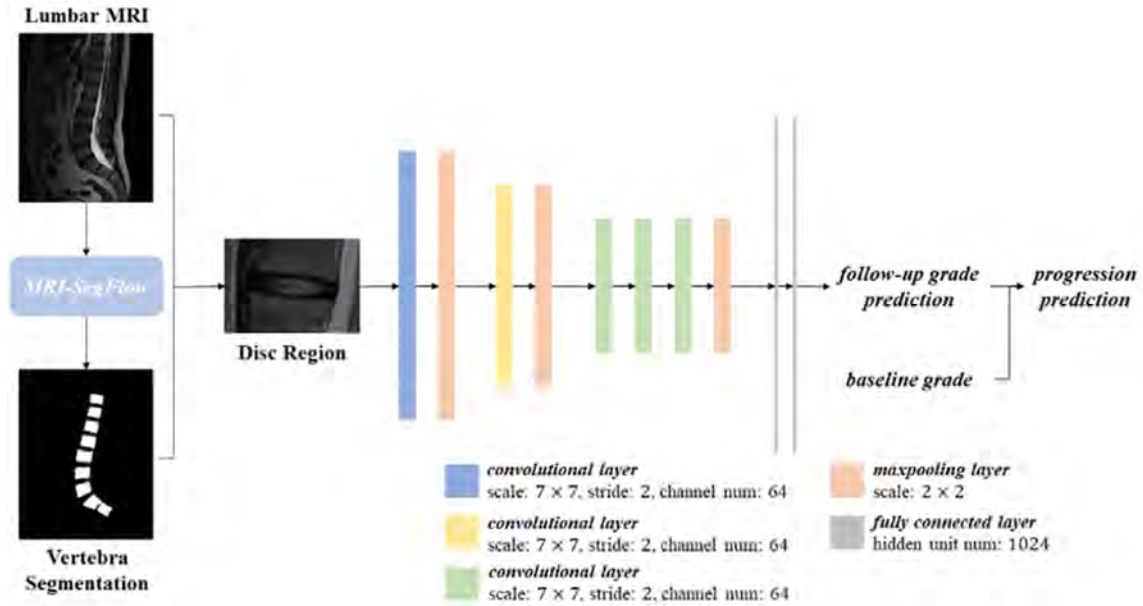 Lumbar MRI
MRI-SegFlow
Vertebra
Segmentation
Disc Region
follow-up grade
prediction
progression
prediction
baseline grade
convolutional layer
scale: 7 × 7, stride: 2, channel num: 64
convolutional layer
scale: 7 × 7, stride: 2, channel num: 64
convolutional layer
scale: 7 × 7, stride: 2, channel num: 64
maxpooling layer
scale: 2 × 2
fully connected layer
hidden unit num: 1024